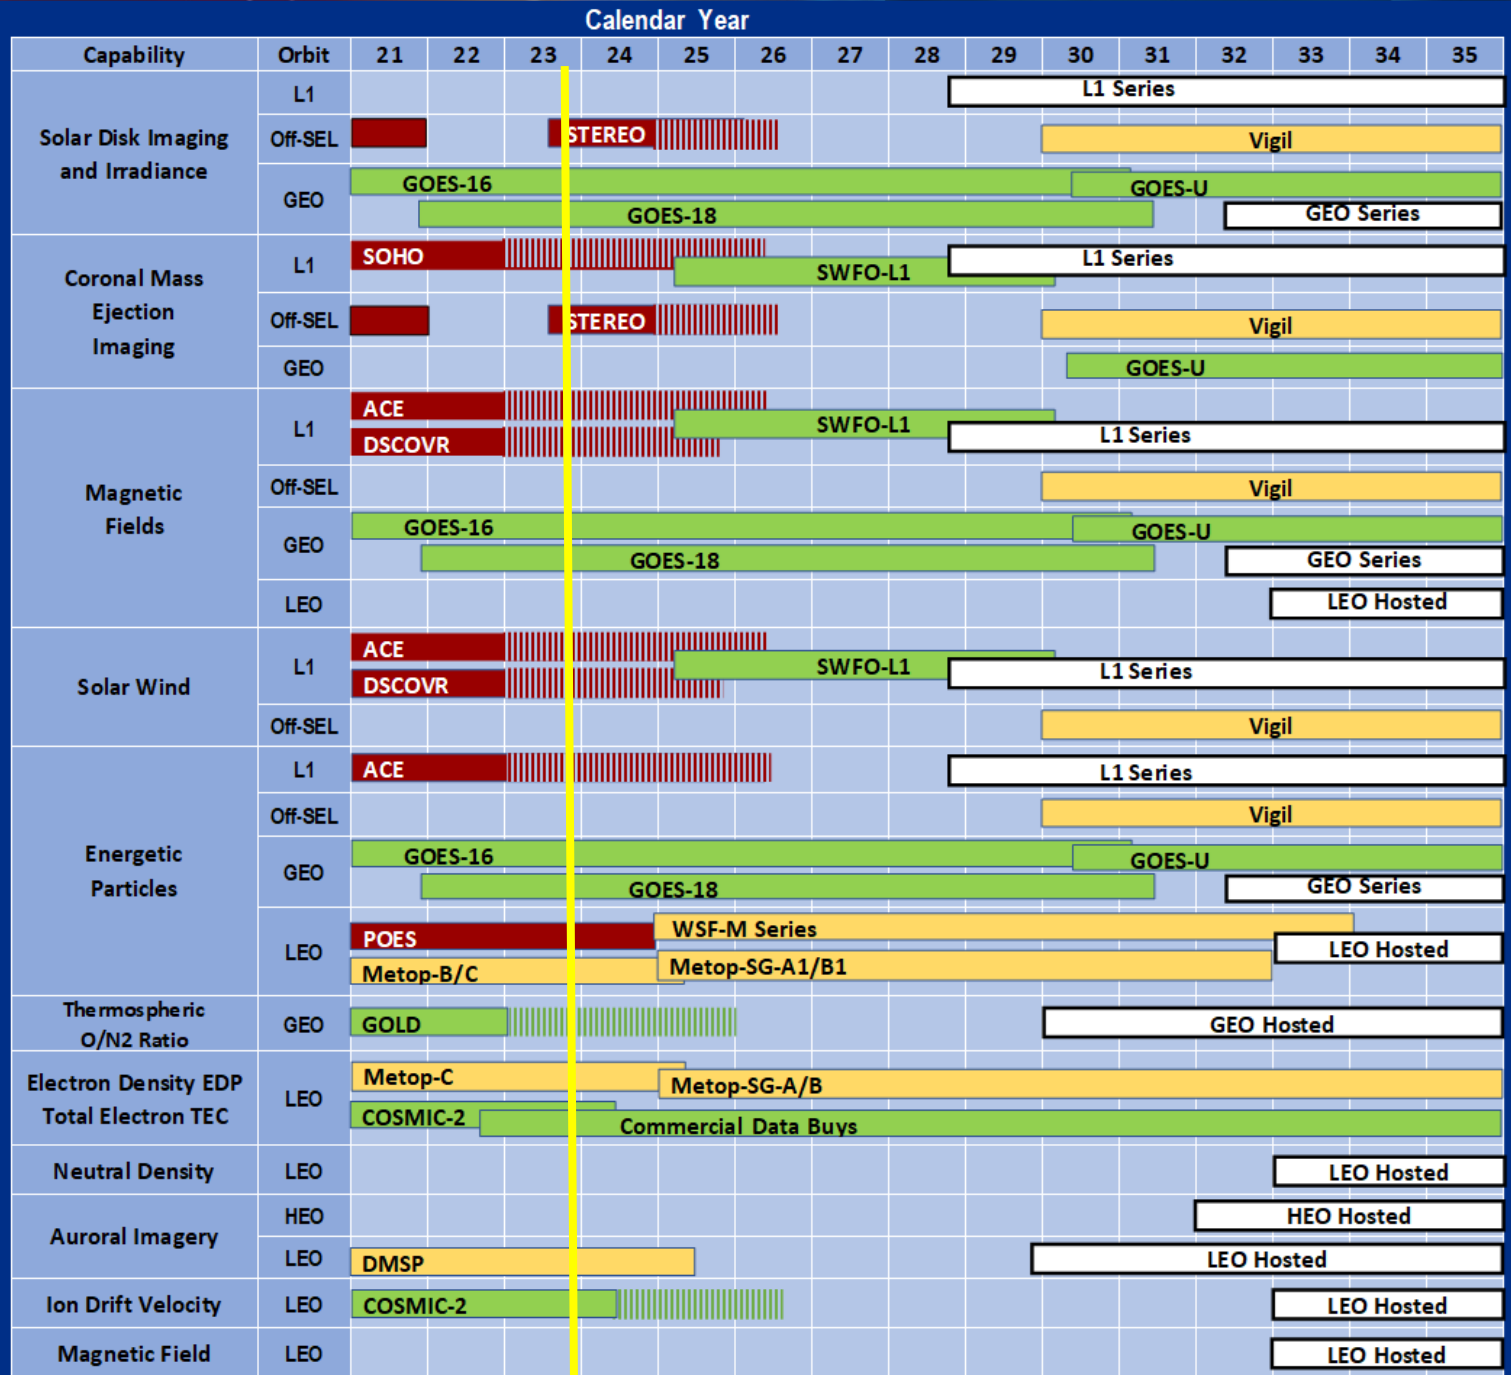 Calendar Year
Capability Orbit 21 22 23 24 25 26 27 28 29 30 31 32 33 34 35
Solar Disk Imaging
and Irradiance
L1
L1 Series
Off-SEL
STEREO
Vigil
GEO
GOES-16
GOES-U
GOES-18
GEO Series
Coronal Mass
Ejection
Imaging
L1
SOHO
SWFO-L1
L1 Series
Off-SEL
STEREO
Vigil
GEO
GOES-U
Magnetic
Fields
L1
ACE
DSCOVR
SWFO-L1
L1 Series
Off-SEL
Vigil
GEO
GOES-16
GOES-U
GOES-18
GEO Series
LEO
LEO Hosted
Solar Wind
L1
ACE
DSCOVR
SWFO-L1
L1 Series
Off-SEL
Vigil
Energetic
Particles
L1
ACE
L1 Series
Off-SEL
Vigil
GEO
GOES-16
GOES-U
GOES-18
GEO Series
LEO
POES
WSF-M Series
LEO Hosted
Metop-B/C
Metop-SG-A1/B1
Thermospheric
O/N2 Ratio
GEO
GOLD
GEO Hosted
Electron Density EDP
Total Electron TEC
LEO
Metop-C
Metop-SG-A/B
COSMIC-2
Commercial Data Buys
Neutral Density
LEO
LEO Hosted
Auroral Imagery
HEO
HEO Hosted
LEO
DMSP
LEO Hosted
Ion Drift Velocity
LEO
COSMIC-2
LEO Hosted
Magnetic Field
LEO
LEO Hosted